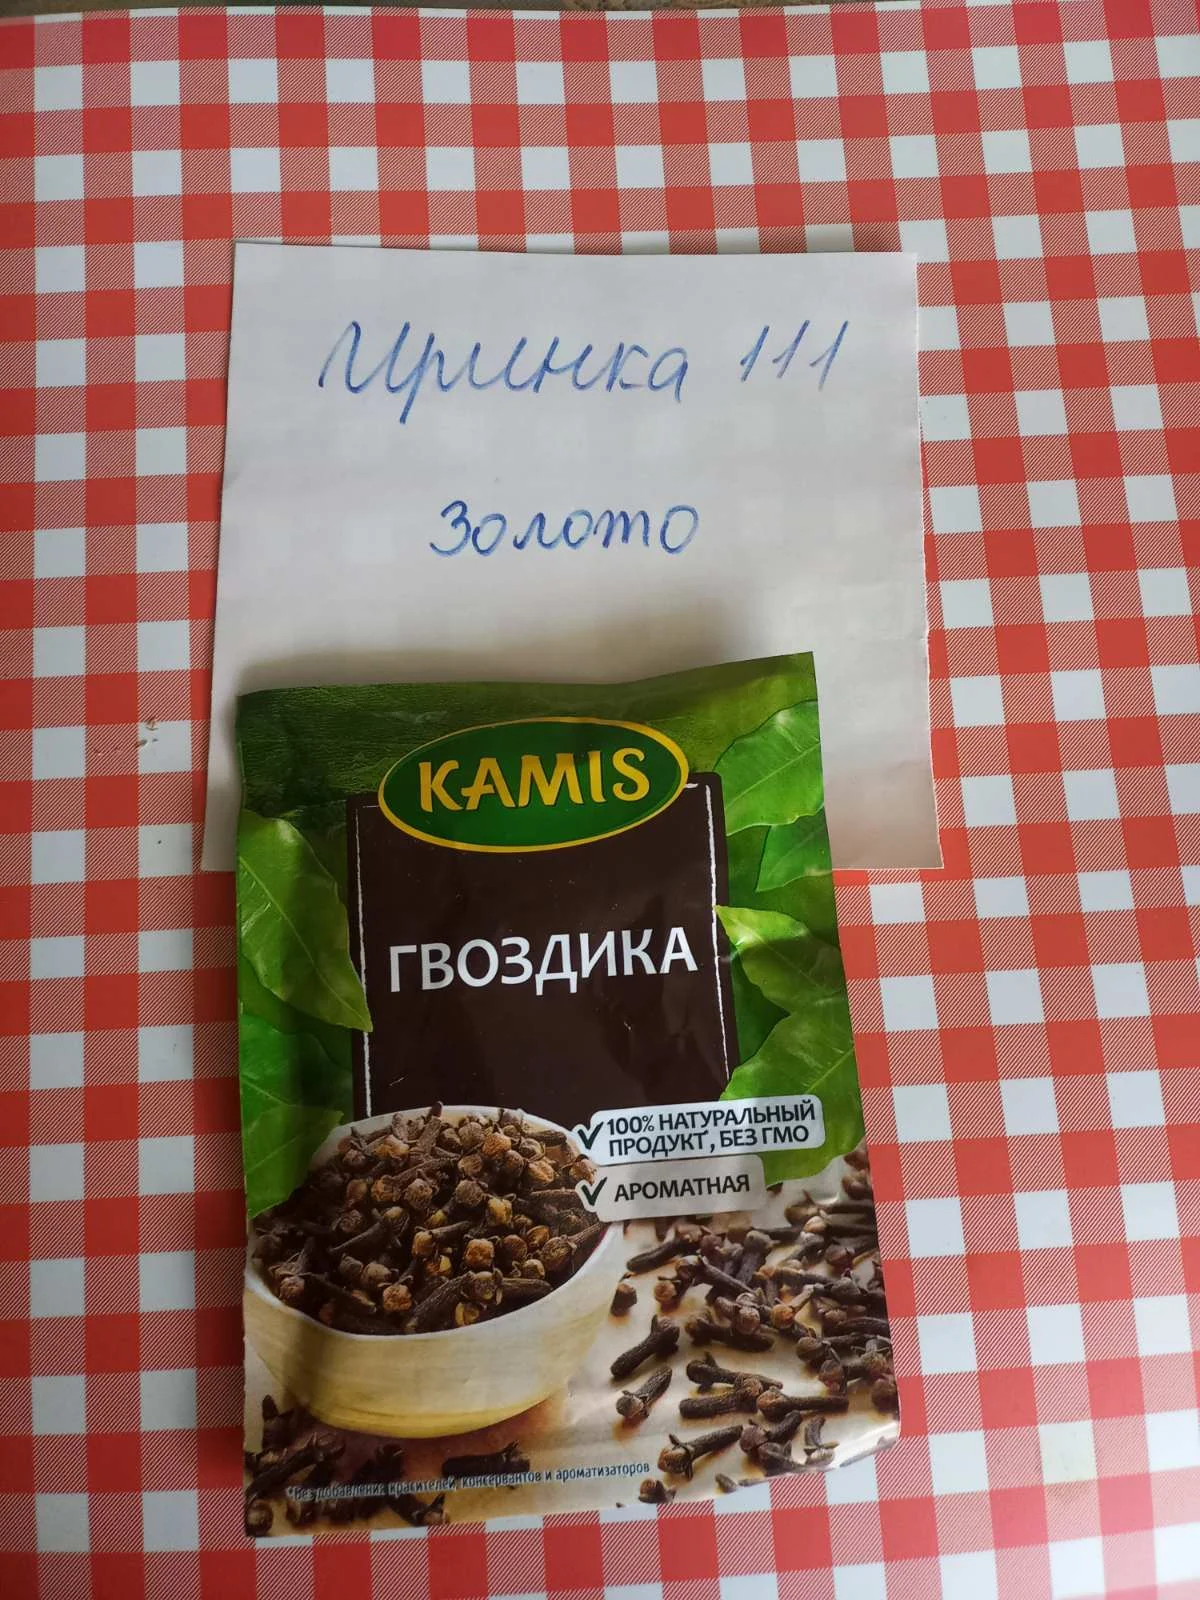 Иринка 111
Золото
KAMIS
ГВОЗДИКА
100% НАТУРАЛЬНЫЙ
ПРОДУКТ, БЕЗ ГМО
АРОМАТНАЯ
*Без добавления красителей, консервантов и ароматизаторов